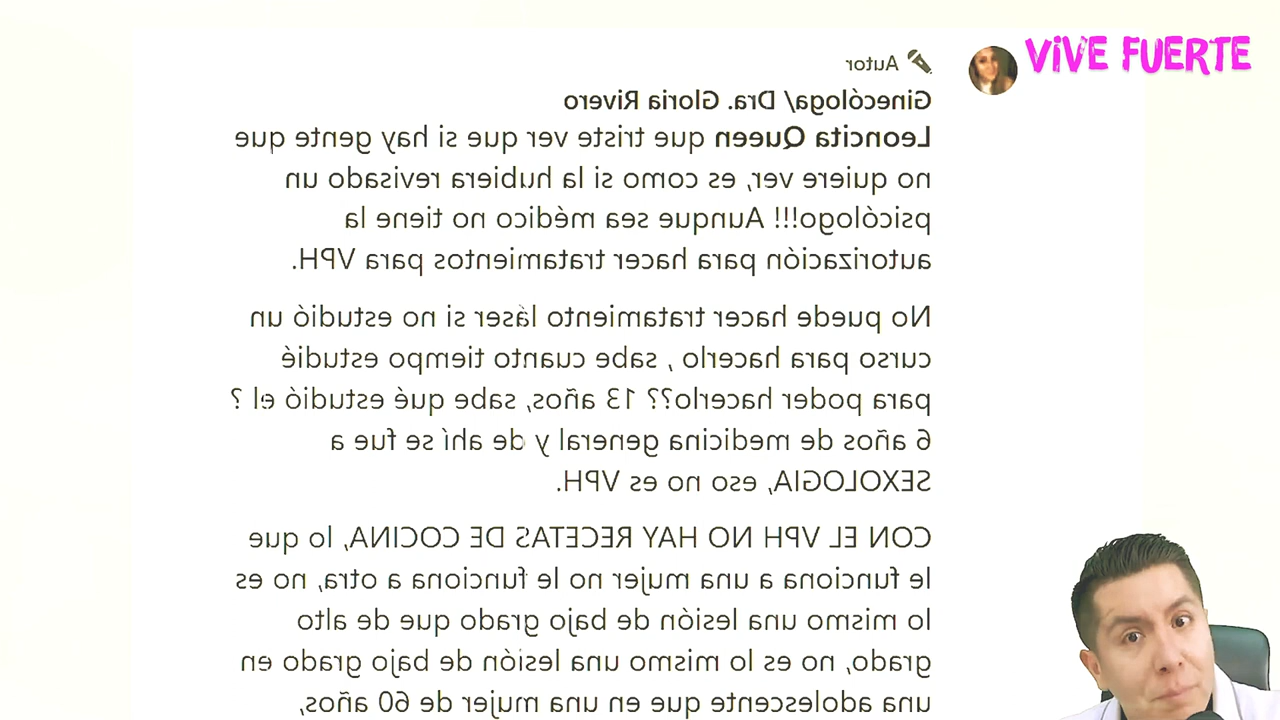 VIVE FUERTE
Autor
Ginecóloga/ Dra. Gloria Rivero
Leoncita Queen que triste ver que si hay gente que
no quiere ver, es como si la hubiera revisado un
psicólogo!!! Aunque sea médico no tiene la
autorización para hacer tratamientos para VPH.
No puede hacer tratamiento láser si no estudió un
curso para hacerlo , sabe cuanto tiempo estudié
para poder hacerlo?? 13 años, sabe qué estudió el ?
6 años de medicina general y de ahí se fue a
SEXOLOGIA, eso no es VPH.
CON EL VPH NO HAY RECETAS DE COCINA, lo que
le funciona a una mujer no le funciona a otra, no es
lo mismo una lesión de bajo grado que de alto
grado, no es lo mismo una lesión de bajo grado en
una adolescente que en una mujer de 60 años,